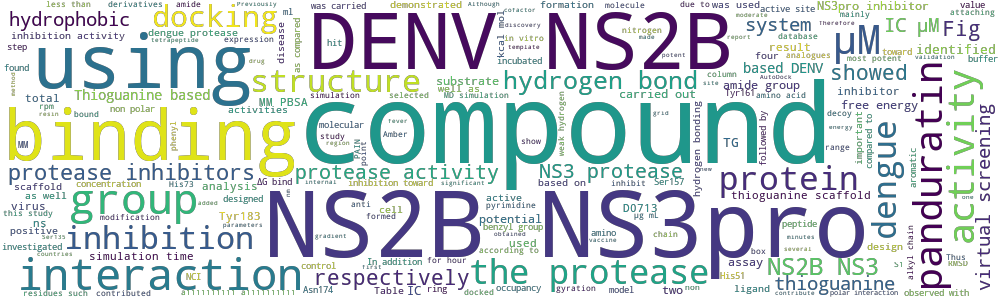 less than derivatives amide Previously
hydrophobic docking demonstrated ml
was carried molecule due to was used active site NS3pro inhibitor value attaching
inhibition activity as compared
dengue protease kcal mol
step expression disease
using DENV NS2B
formation nitrogen made
system IC µM Fig
result identified
in vitro discovery report database mainly
hit cofactor template Therefore toward
found tetrapeptide drug
structure substrate hydrogen bond
incubated potent
four analogues most potent validation buffer
based DENV showed
total Thioguanine based well as column site
amide group inhibitor
rpm resin bound
MM PBSA simulation selected MD simulation carried out AutoDock
Tyr150 amino acid free energy
non polar activities
binding compound
decoy energy
compared to important
MM phenyl
molecular study fever Amber region
PAIN point
show weak hydrogen grid
TG followed by range
hydrogen bonding
aromatic
protease inhibitors protease activity NS3 protease
panduratin activity virtual screening
scaffold concentration His73 analysis
ΔG bind internal inhibition toward significant
based on inhibit Ser157
protein
thioguanine scaffold
as well added designed
virus group
this study modification
anti active
cell pyrimidine
formed
D0713 µg mL
peptide
dengue
ns Tyr183
positive parameters
NS2B NS3pro
potential benzyl group
amino vaccine
chain
minutes several design
Ser135 countries
inhibition
investigated gradient
obtained
used according to
box
assay
S1 Thus KMSD
alkyl chain
simulation time NCI control first
In addition for hour
the protease
NS2B NS3
His51
interaction respectively
Table IC ring
ligand contribute polar interaction
residues such contributed Asn174 docked occupancy gyration model two non
observed with